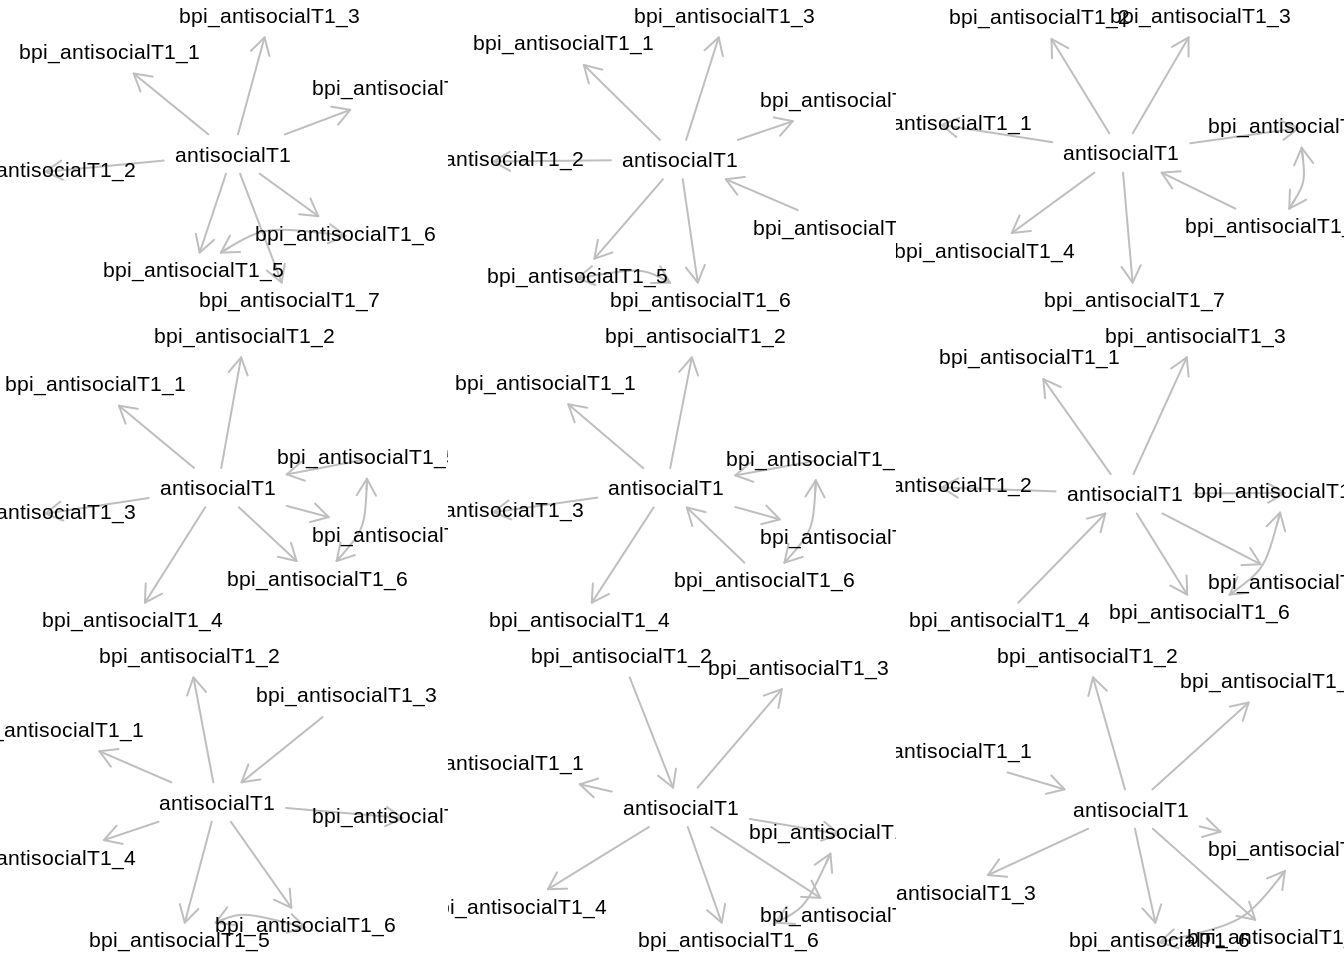 bpi_antisocialT1_3
bpi_antisocialT1_1
bpi_antisocialT
antisocialT1
antisocialT1_2
bpi_antisocialT1_6
bpi_antisocialT1_5
bpi_antisocialT1_7
bpi_antisocialT1_3
bpi_antisocialT1_1
bpi_antisocialT
antisocialT1_2
antisocialT1
bpi_antisocialT
bpi_antisocialT1_5
bpi_antisocialT1_6
bpi_antisocialT1_2
bpi_antisocialT1_3
antisocialT1_1
bpi_antisocialT
antisocialT1
bpi_antisocialT1_
bpi_antisocialT1_4
bpi_antisocialT1_7
bpi_antisocialT1_2
bpi_antisocialT1_1
bpi_antisocialT1_5
antisocialT1
antisocialT1_3
bpi_antisocialT
bpi_antisocialT1_6
bpi_antisocialT1_4
bpi_antisocialT1_2
bpi_antisocialT1_1
bpi_antisocialT1_
antisocialT1
antisocialT1_3
bpi_antisocialT
bpi_antisocialT1_6
bpi_antisocialT1_4
bpi_antisocialT1_3
bpi_antisocialT1_1
antisocialT1_2
antisocialT1
bpi_antisocialT1
bpi_antisocialT
bpi_antisocialT1_6
bpi_antisocialT1_4
bpi_antisocialT1_2
bpi_antisocialT1_3
_antisocialT1_1
antisocialT1
bpi_antisocialT
antisocialT1_4
bpi_antisocialT1_6
bpi_antisocialT1_5
bpi_antisocialT1_2
bpi_antisocialT1_3
antisocialT1_1
antisocialT1
bpi_antisocialT1
bpi_antisocialT1_4
bpi_antisocialT
bpi_antisocialT1_6
bpi_antisocialT1_2
bpi_antisocialT1_
antisocialT1_1
antisocialT1
bpi_antisocialT
antisocialT1_3
bpi_antisocialT1
bpi_antisocialT1_6